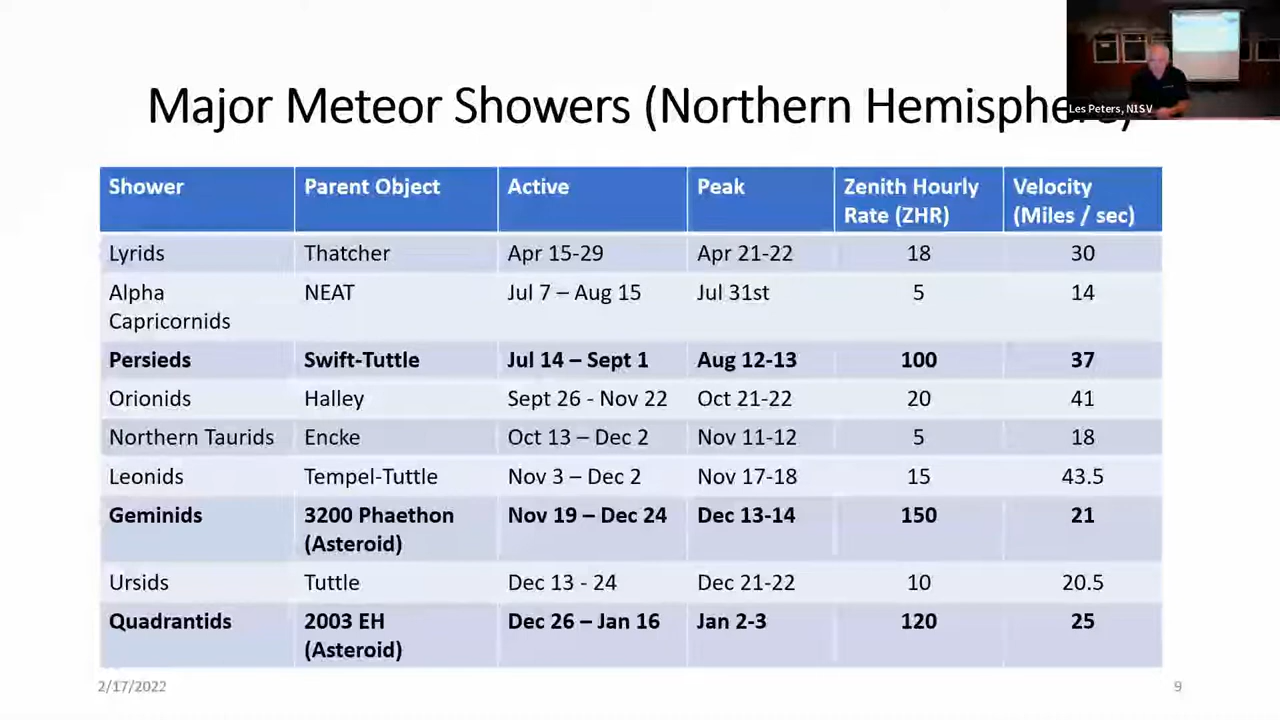 Les Peters, N1SV
Major Meteor Showers (Northern Hemisphere)
Shower Parent Object Active Peak Zenith Hourly Rate (ZHR) Velocity (Miles / sec)
Lyrids Thatcher Apr 15-29 Apr 21-22 18 30
Alpha Capricornids NEAT Jul 7 – Aug 15 Jul 31st 5 14
Persieds Swift-Tuttle Jul 14 – Sept 1 Aug 12-13 100 37
Orionids Halley Sept 26 - Nov 22 Oct 21-22 20 41
Northern Taurids Encke Oct 13 – Dec 2 Nov 11-12 5 18
Leonids Tempel-Tuttle Nov 3 – Dec 2 Nov 17-18 15 43.5
Geminids 3200 Phaethon (Asteroid) Nov 19 – Dec 24 Dec 13-14 150 21
Ursids Tuttle Dec 13 - 24 Dec 21-22 10 20.5
Quadrantids 2003 EH (Asteroid) Dec 26 – Jan 16 Jan 2-3 120 25
2/17/2022 9